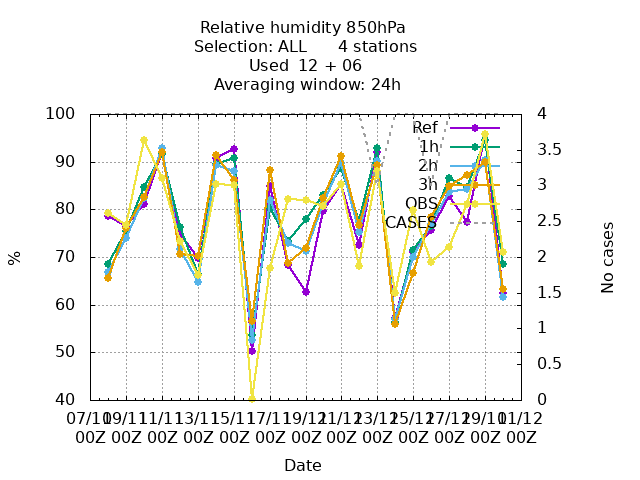 Relative humidity 850hPa
Selection: ALL      4 stations
Used  12 + 06
Averaging window: 24h
100
90
80
70
60
50
40
%
4
3.5
3
2.5
2
1.5
1
0.5
0
No cases
Ref
1h
2h
3h
OBS
CASES
07/11 09/11 11/11 13/11 15/11 17/11 19/11 21/11 23/11 25/11 27/11 29/11 01/12
00Z 00Z 00Z 00Z 00Z 00Z 00Z 00Z 00Z 00Z 00Z 00Z 00Z
Date